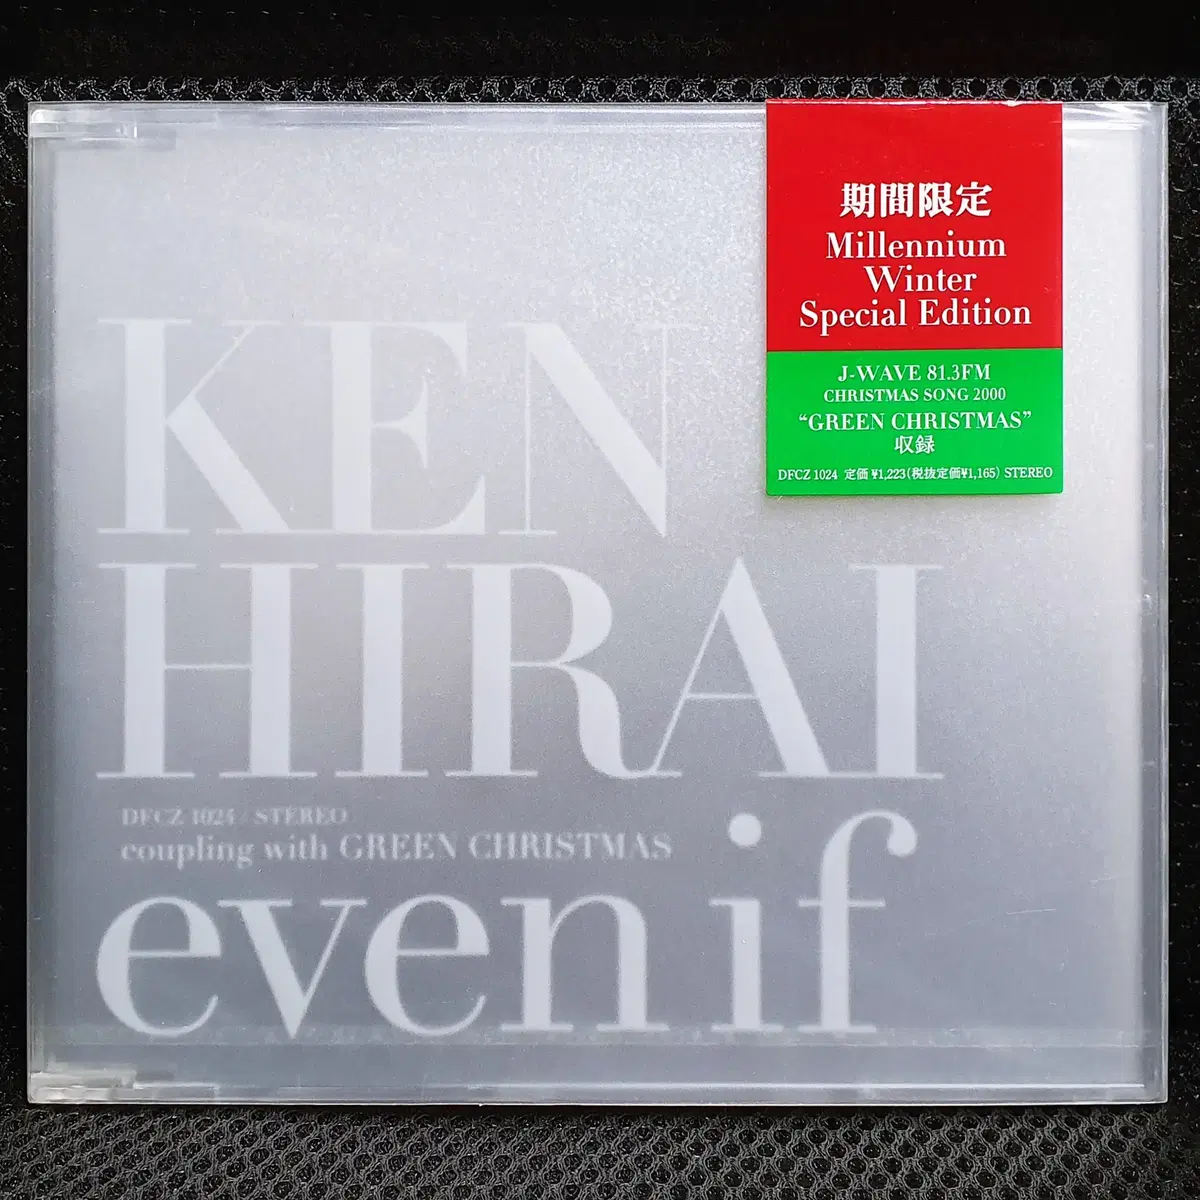 期間限定
Millennium
Winter
Special Edition
J-WAVE 81.3FM
CHRISTMAS SONG 2000
“GREEN CHRISTMAS”
収録
DFCZ 1024 定価 ¥1,223(税抜定価¥1,165) STEREO
KEN
HIRAI
DFCZ 1024 / STEREO
coupling with GREEN CHRISTMAS
even if